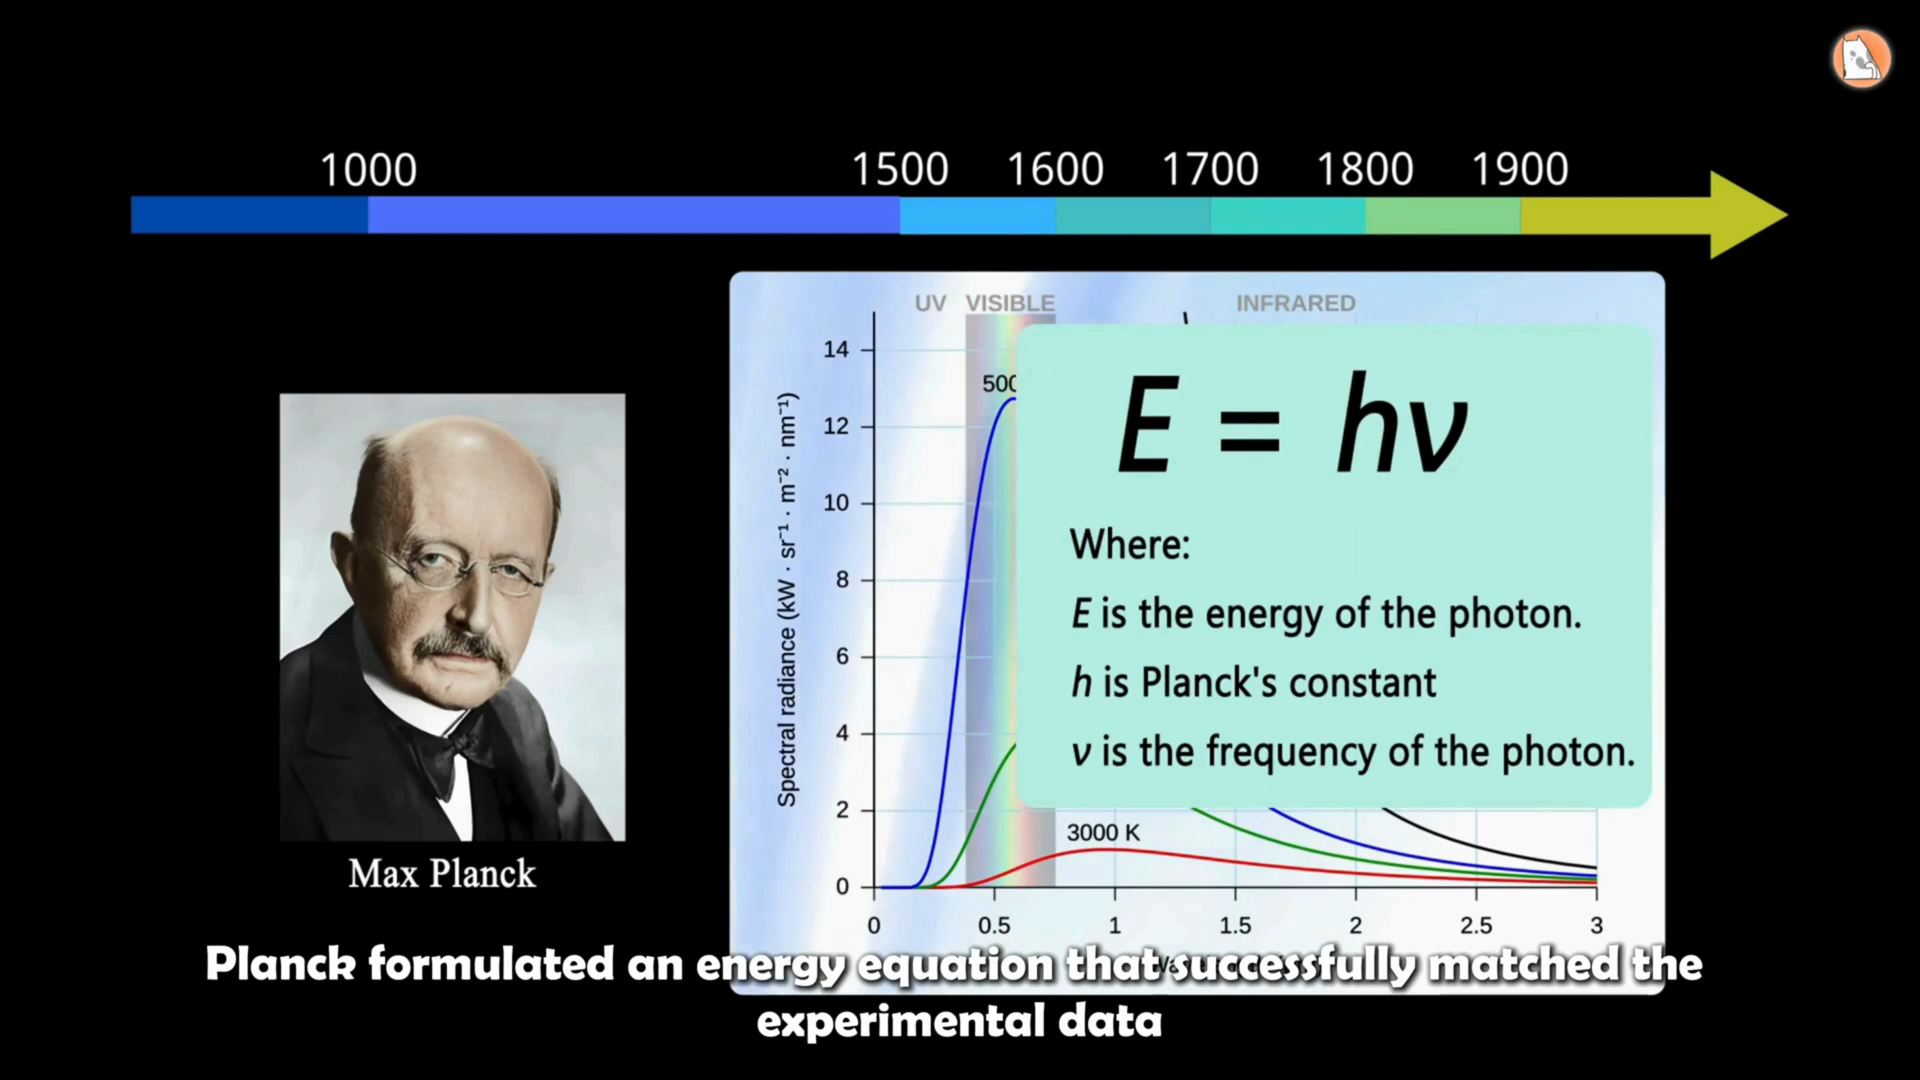 1000 1500 1600 1700 1800 1900
UV VISIBLE INFRARED
14
12
10
8
6
4
2
0
Spectral radiance (kW · sr⁻¹ · m⁻² · nm⁻¹)
E = hν
Where:
E is the energy of the photon.
h is Planck's constant
ν is the frequency of the photon.
3000 K
0 0.5 1 1.5 2 2.5 3
Max Planck
Planck formulated an energy equation that successfully matched the
experimental data